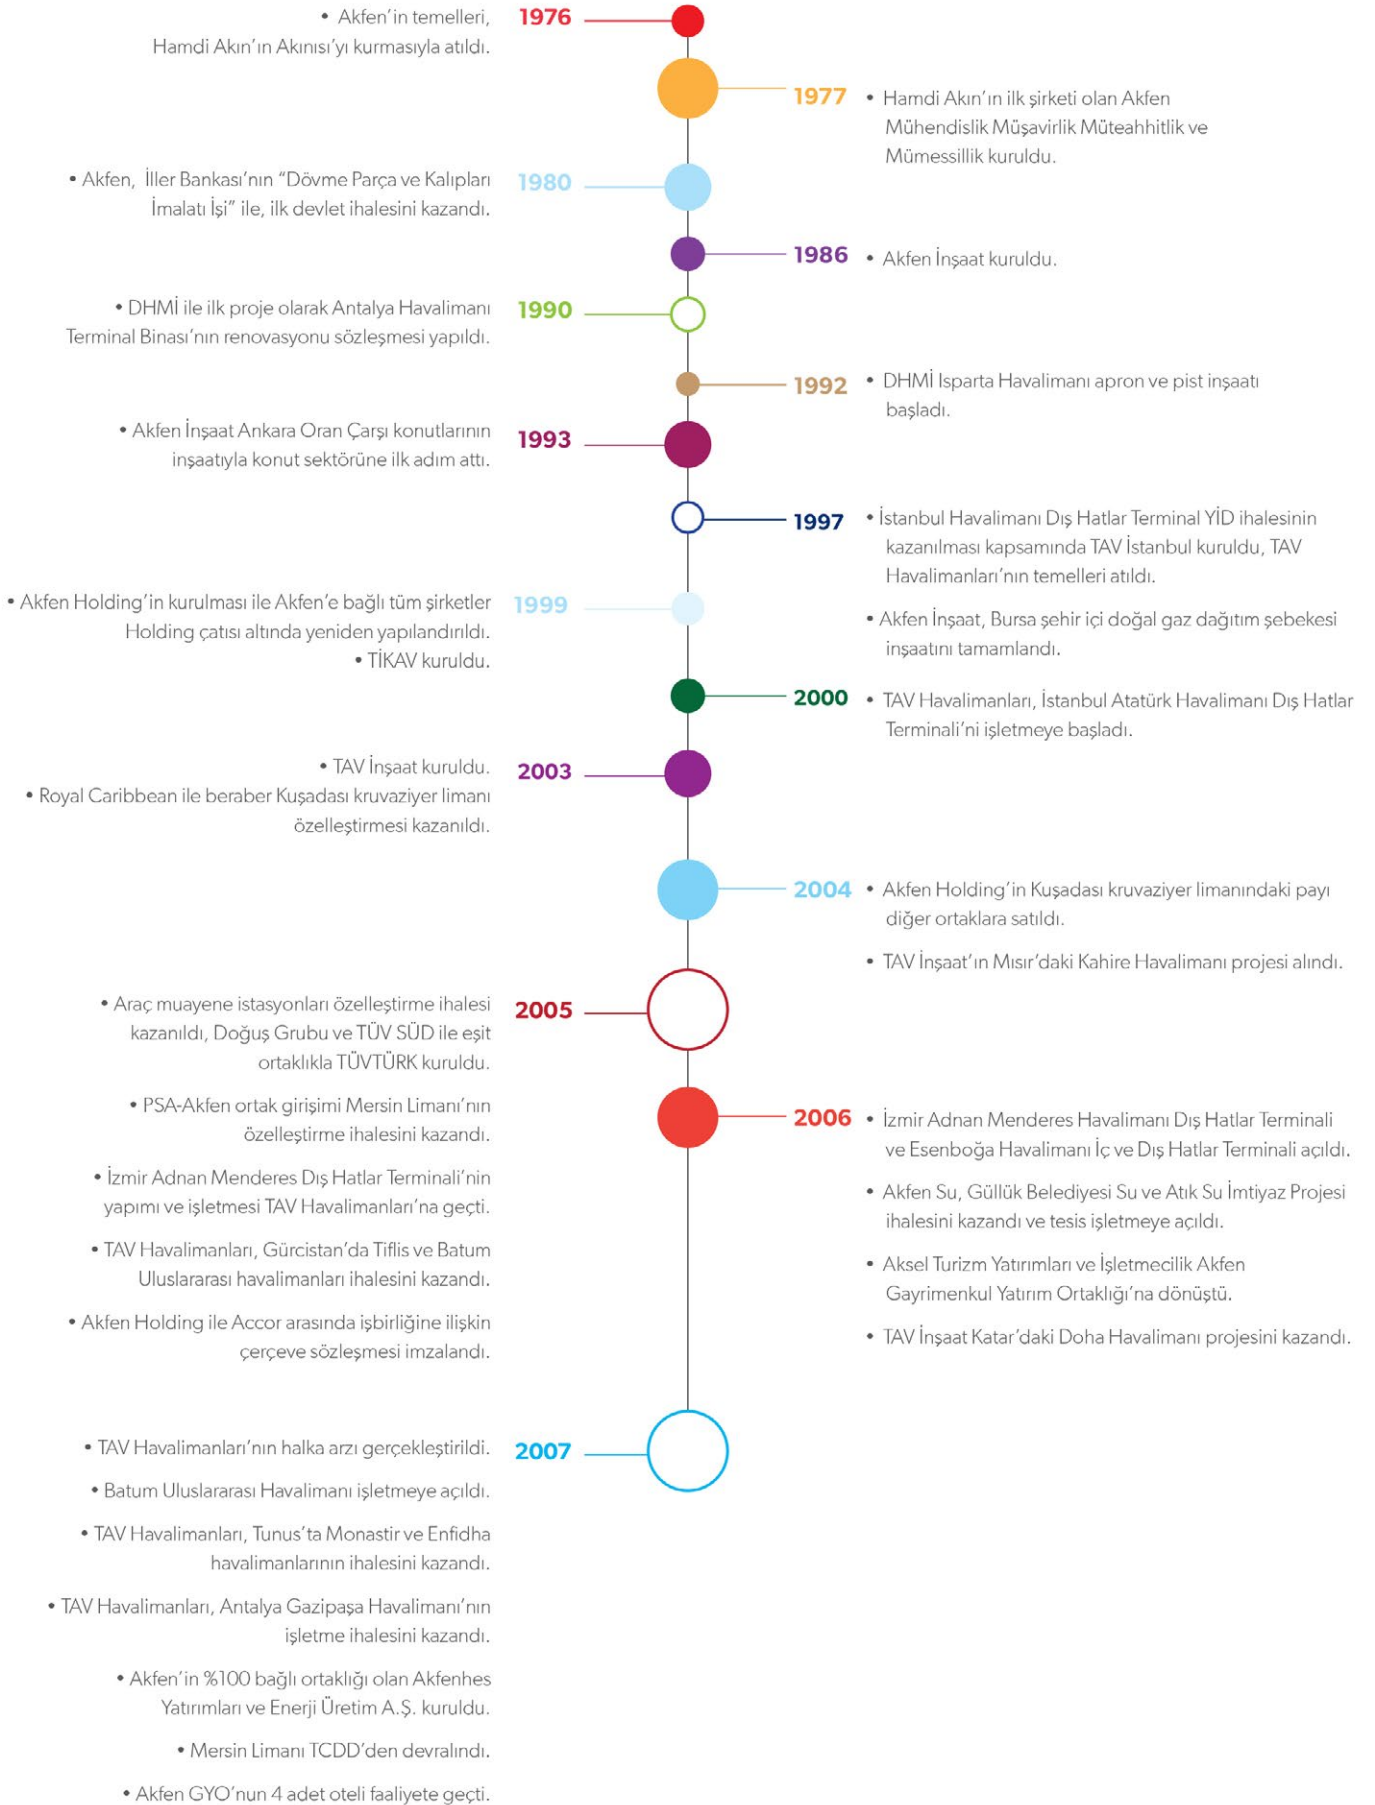 1976
• Akfen’in temelleri,
Hamdi Akın’ın Akınısı’yı kurmasıyla atıldı.
1977
• Hamdi Akın’ın ilk şirketi olan Akfen
Mühendislik Müşavirlik Müteahhitlik ve
Mümessillik kuruldu.
1980
• Akfen, İller Bankası’nın “Dövme Parça ve Kalıpları
İmalatı İşi” ile, ilk devlet ihalesini kazandı.
1986
• Akfen İnşaat kuruldu.
1990
• DHMİ ile ilk proje olarak Antalya Havalimanı
Terminal Binası’nın renovasyonu sözleşmesi yapıldı.
1992
• DHMİ Isparta Havalimanı apron ve pist inşaatı
başladı.
1993
• Akfen İnşaat Ankara Oran Çarşı konutlarının
inşaatıyla konut sektörüne ilk adım attı.
1997
• İstanbul Havalimanı Dış Hatlar Terminal YİD ihalesinin
kazanılması kapsamında TAV İstanbul kuruldu, TAV
Havalimanları’nın temelleri atıldı.
• Akfen İnşaat, Bursa şehir içi doğal gaz dağıtım şebekesi
inşaatını tamamlandı.
1999
• Akfen Holding’in kurulması ile Akfen’e bağlı tüm şirketler
Holding çatısı altında yeniden yapılandırıldı.
• TİKAV kuruldu.
2000
• TAV Havalimanları, İstanbul Atatürk Havalimanı Dış Hatlar
Terminali’ni işletmeye başladı.
2003
• TAV İnşaat kuruldu.
• Royal Caribbean ile beraber Kuşadası kruvaziyer limanı
özelleştirmesi kazanıldı.
2004
• Akfen Holding’in Kuşadası kruvaziyer limanındaki payı
diğer ortaklara satıldı.
• TAV İnşaat’ın Mısır’daki Kahire Havalimanı projesi alındı.
2005
• Araç muayene istasyonları özelleştirme ihalesi
kazanıldı, Doğuş Grubu ve TÜV SÜD ile eşit
ortaklıkla TÜVTÜRK kuruldu.
• PSA-Akfen ortak girişimi Mersin Limanı’nın
özelleştirme ihalesini kazandı.
• İzmir Adnan Menderes Dış Hatlar Terminali’nin
yapımı ve işletmesi TAV Havalimanları’na geçti.
• TAV Havalimanları, Gürcistan’da Tiflis ve Batum
Uluslararası havalimanları ihalesini kazandı.
• Akfen Holding ile Accor arasında işbirliğine ilişkin
çerçeve sözleşmesi imzalandı.
2006
• İzmir Adnan Menderes Havalimanı Dış Hatlar Terminali
ve Esenboğa Havalimanı İç ve Dış Hatlar Terminali açıldı.
• Akfen Su, Güllük Belediyesi Su ve Atık Su İmtiyaz Projesi
ihalesini kazandı ve tesis işletmeye açıldı.
• Aksel Turizm Yatırımları ve İşletmecilik Akfen
Gayrimenkul Yatırım Ortaklığı’na dönüştü.
• TAV İnşaat Katar’daki Doha Havalimanı projesini kazandı.
2007
• TAV Havalimanları’nın halka arzı gerçekleştirildi.
• Batum Uluslararası Havalimanı işletmeye açıldı.
• TAV Havalimanları, Tunus’ta Monastir ve Enfidha
havalimanlarının ihalesini kazandı.
• TAV Havalimanları, Antalya Gazipaşa Havalimanı’nın
işletme ihalesini kazandı.
• Akfen’in %100 bağlı ortaklığı olan Akfenhes
Yatırımları ve Enerji Üretim A.Ş. kuruldu.
• Mersin Limanı TCDD’den devralındı.
• Akfen GYO’nun 4 adet oteli faaliyete geçti.